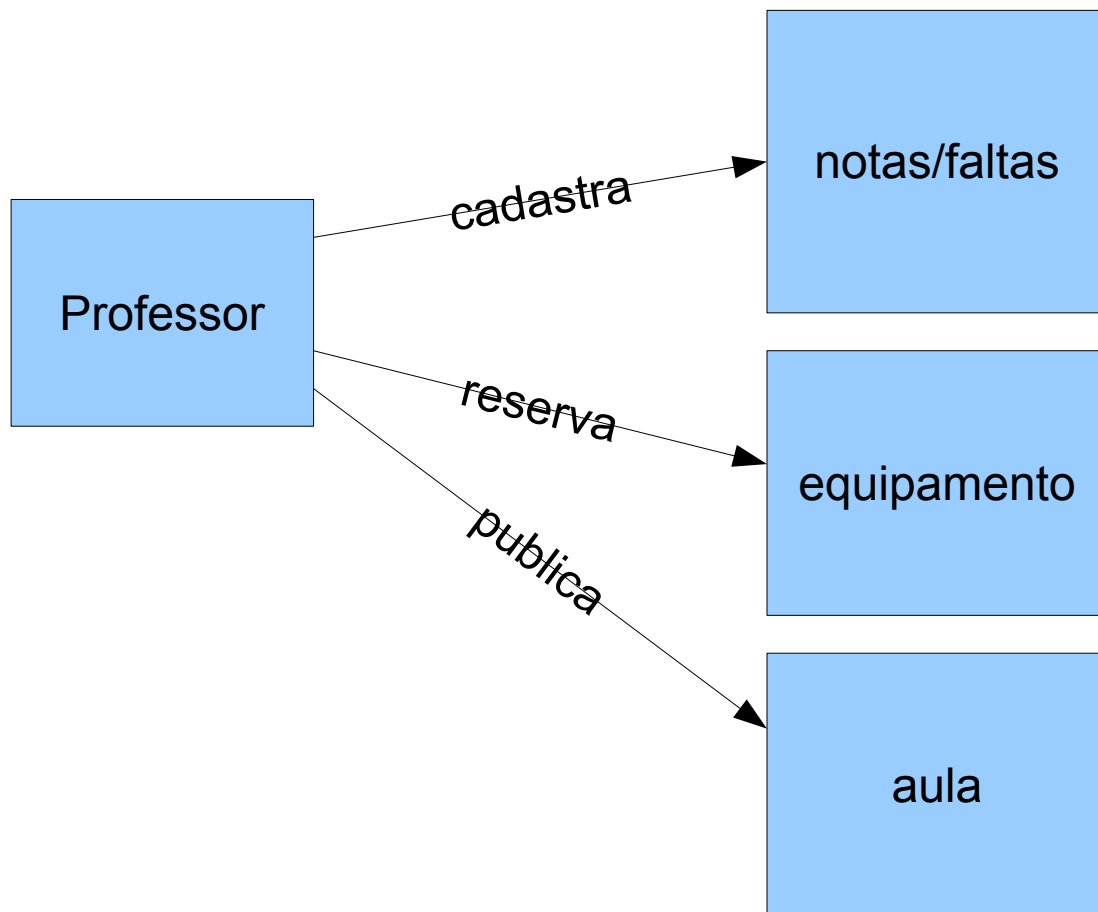 Professor
cadastra
notas/faltas
reserva
equipamento
publica
aula